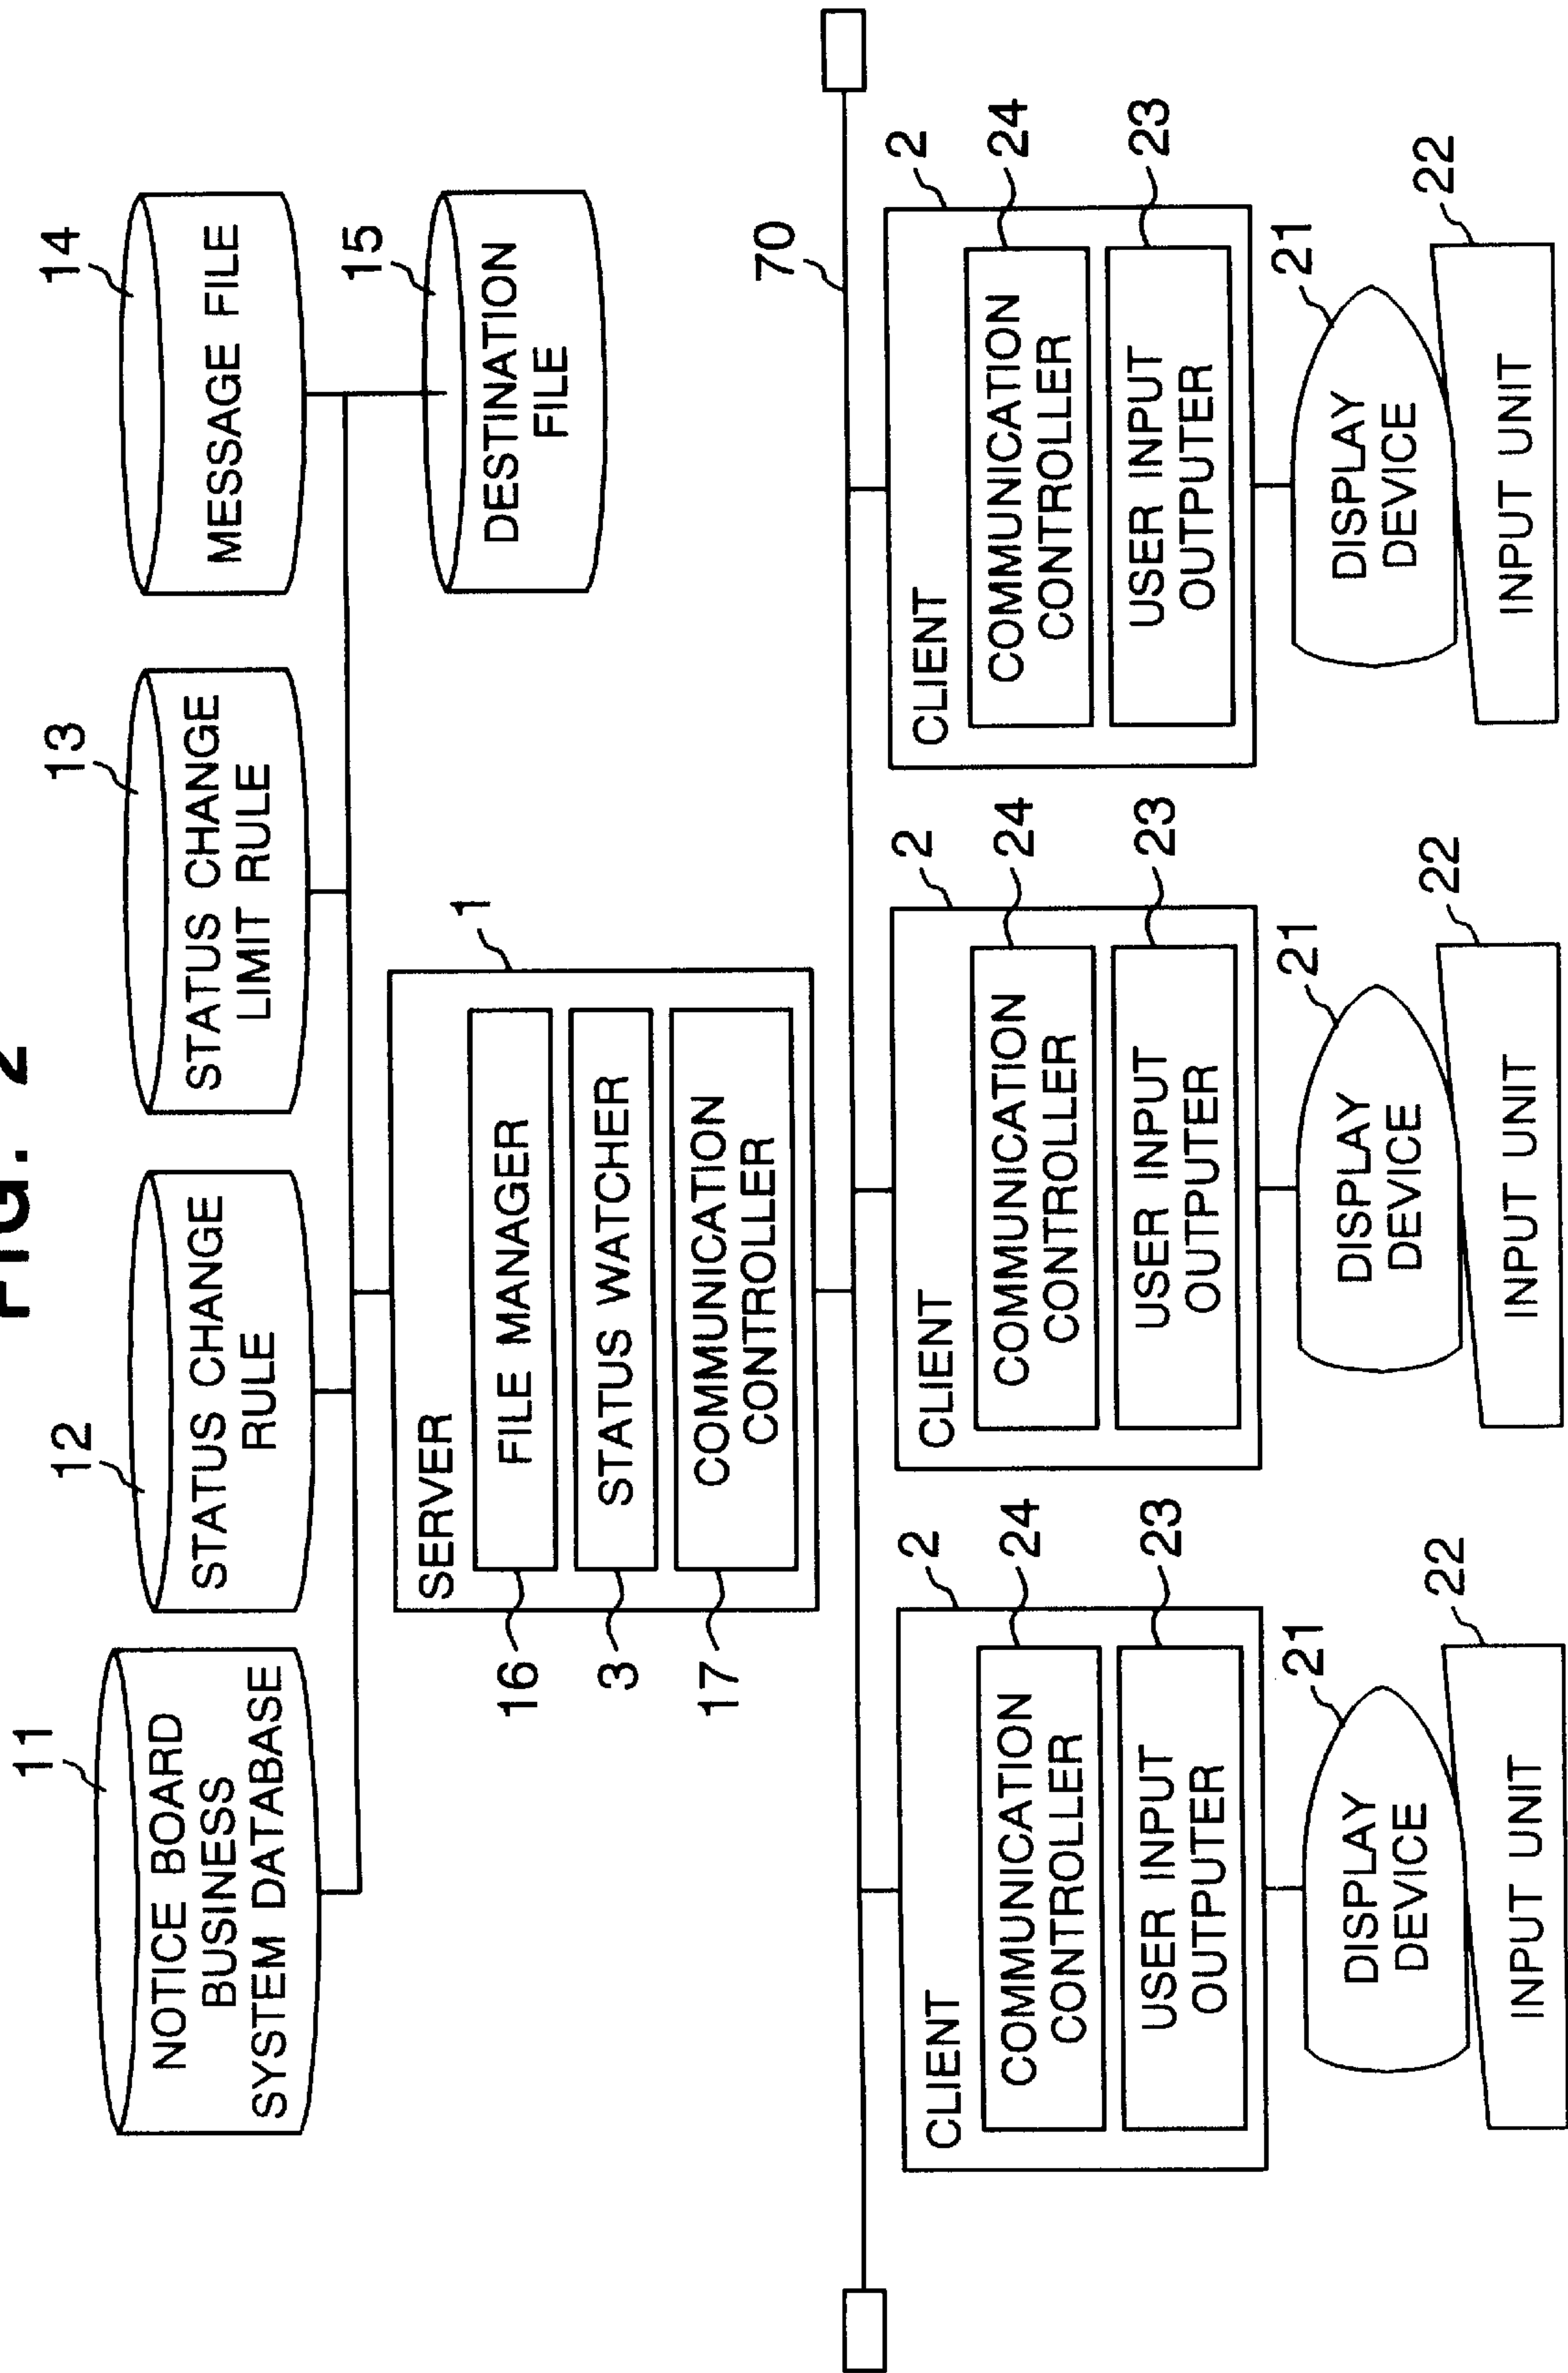 FIG. 2
11
NOTICE BOARD
BUSINESS
SYSTEM DATABASE
12
STATUS CHANGE
RULE
13
STATUS CHANGE
LIMIT RULE
14
MESSAGE FILE
15
DESTINATION
FILE
1
SERVER
16
FILE MANAGER
3
STATUS WATCHER
17
COMMUNICATION
CONTROLLER
70
2
CLIENT
24
COMMUNICATION
CONTROLLER
23
USER INPUT
OUTPUTER
21
DISPLAY
DEVICE
22
INPUT UNIT
2
CLIENT
24
COMMUNICATION
CONTROLLER
23
USER INPUT
OUTPUTER
21
DISPLAY
DEVICE
22
INPUT UNIT
2
CLIENT
24
COMMUNICATION
CONTROLLER
23
USER INPUT
OUTPUTER
21
DISPLAY
DEVICE
22
INPUT UNIT